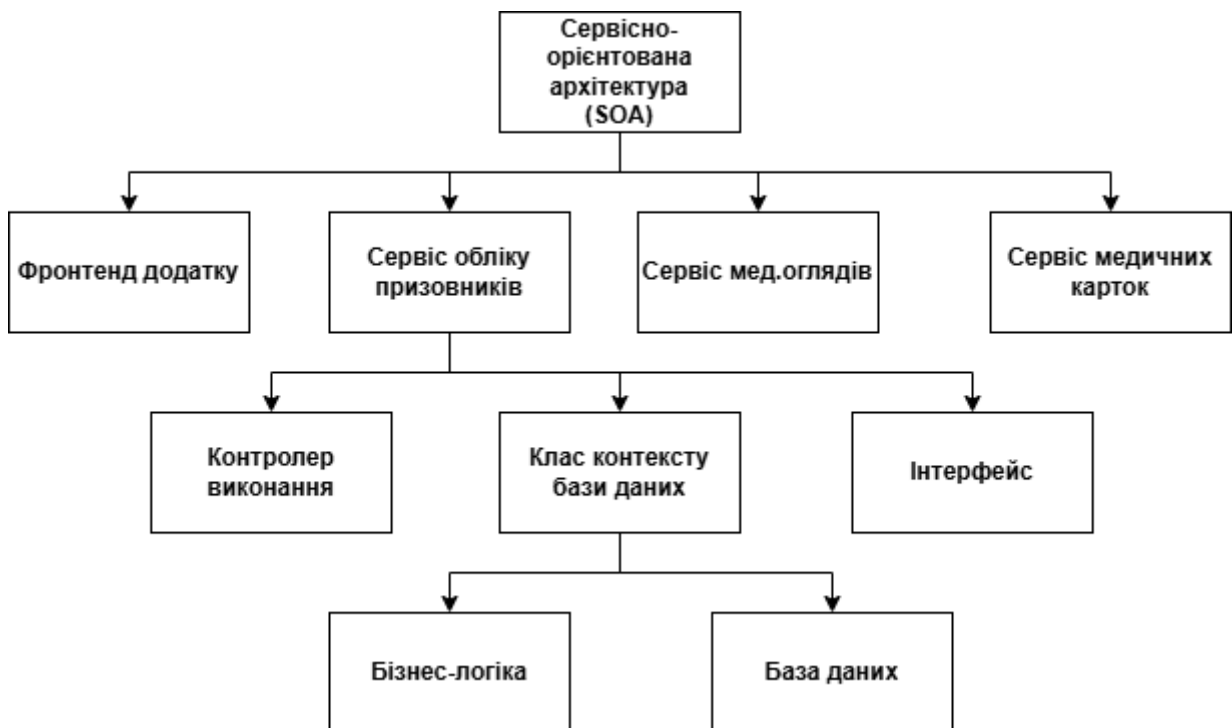 Сервісно-
орієнтована
архітектура
(SOA)
Фронтенд додатку
Сервіс обліку
призовників
Сервіс мед.оглядів
Сервіс медичних
карток
Контролер
виконання
Клас контексту
бази даних
Інтерфейс
Бізнес-логіка
База даних